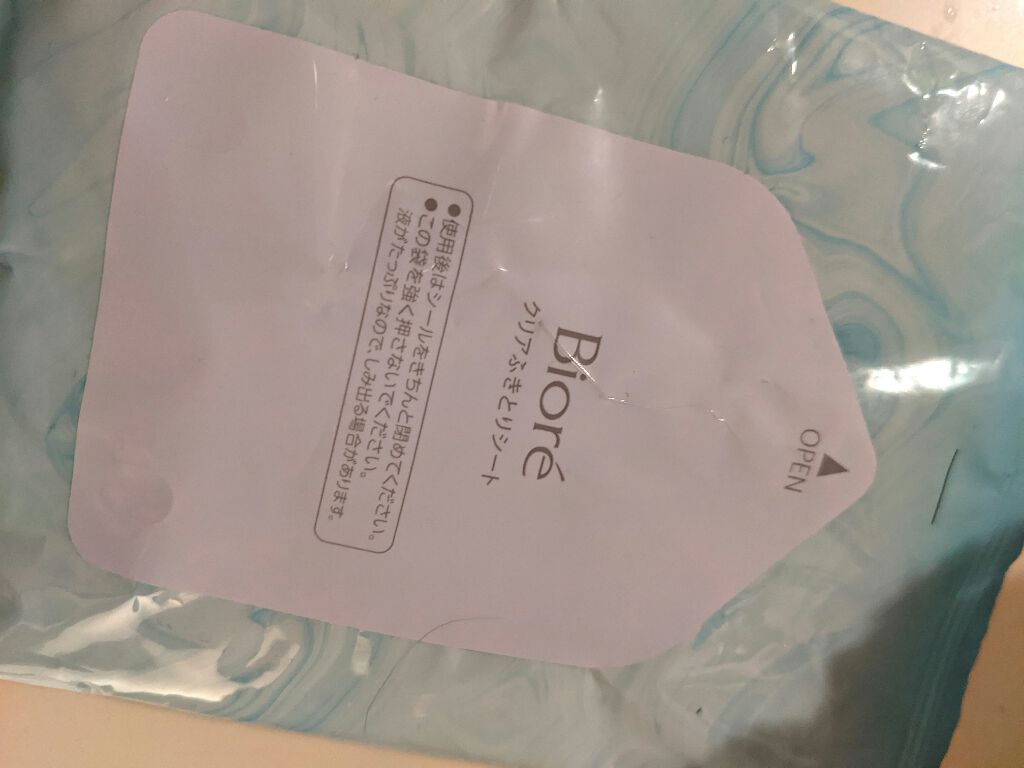 OPEN
Bioré
クリアふきとりシート
●使用後はシールをきちんと閉めてください。
●この袋を強く押さないでください。
液がたっぷりなので、しみ出る場合があります。